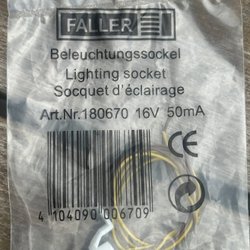 FALLER
Beleuchtungssockel
Lighting socket
Socquet d'éclairage
Art.Nr.180670 16V 50mA
CE
4 104090 006709